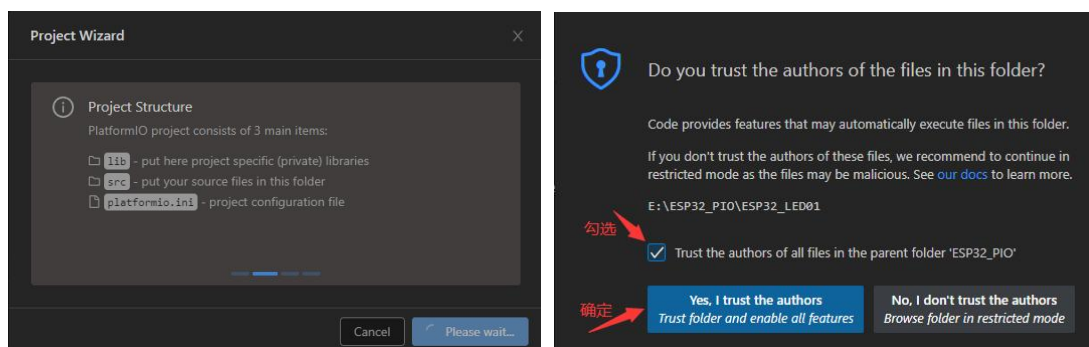 Project Wizard
Project Structure
PlatformIO project consists of 3 main items:
lib - put here project specific (private) libraries
src - put your source files in this folder
platformio.ini - project configuration file
Cancel
Please wait...
Do you trust the authors of the files in this folder?
Code provides features that may automatically execute files in this folder.
If you don't trust the authors of these files, we recommend to continue in
restricted mode as the files may be malicious. See our docs to learn more.
E:\ESP32_PIO\ESP32_LED01
勾选
Trust the authors of all files in the parent folder 'ESP32_PIO'
确定
Yes, I trust the authors
Trust folder and enable all features
No, I don't trust the authors
Browse folder in restricted mode